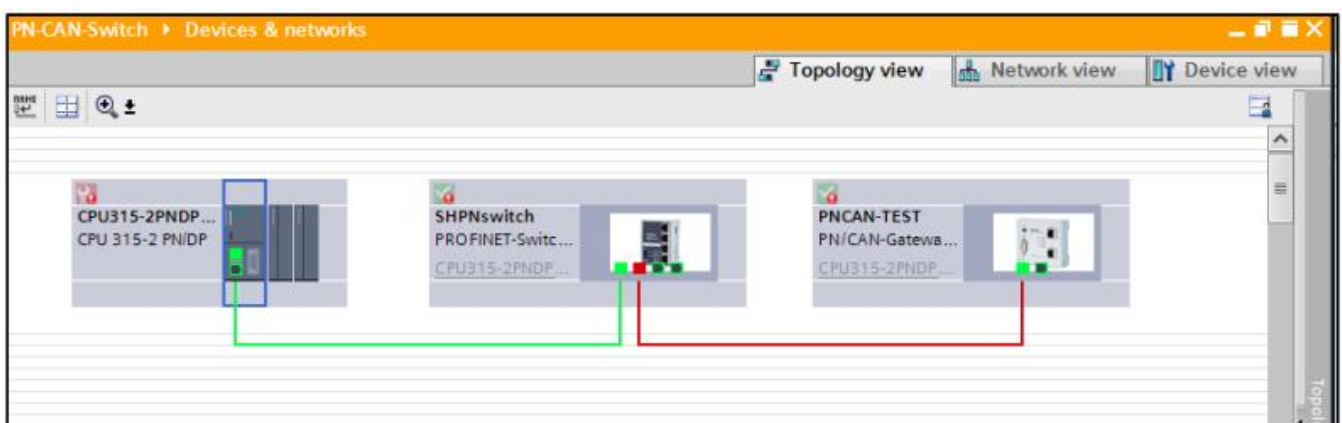 PN-CAN-Switch ▸ Devices & networks
Topology view
Network view
Device view
CPU315-2PNDP...
CPU 315-2 PN/DP
SHPNswitch
PROFINET-Switc...
CPU315-2PNDP...
PNCAN-TEST
PN/CAN-Gatewa...
CPU315-2PNDP...
Topol